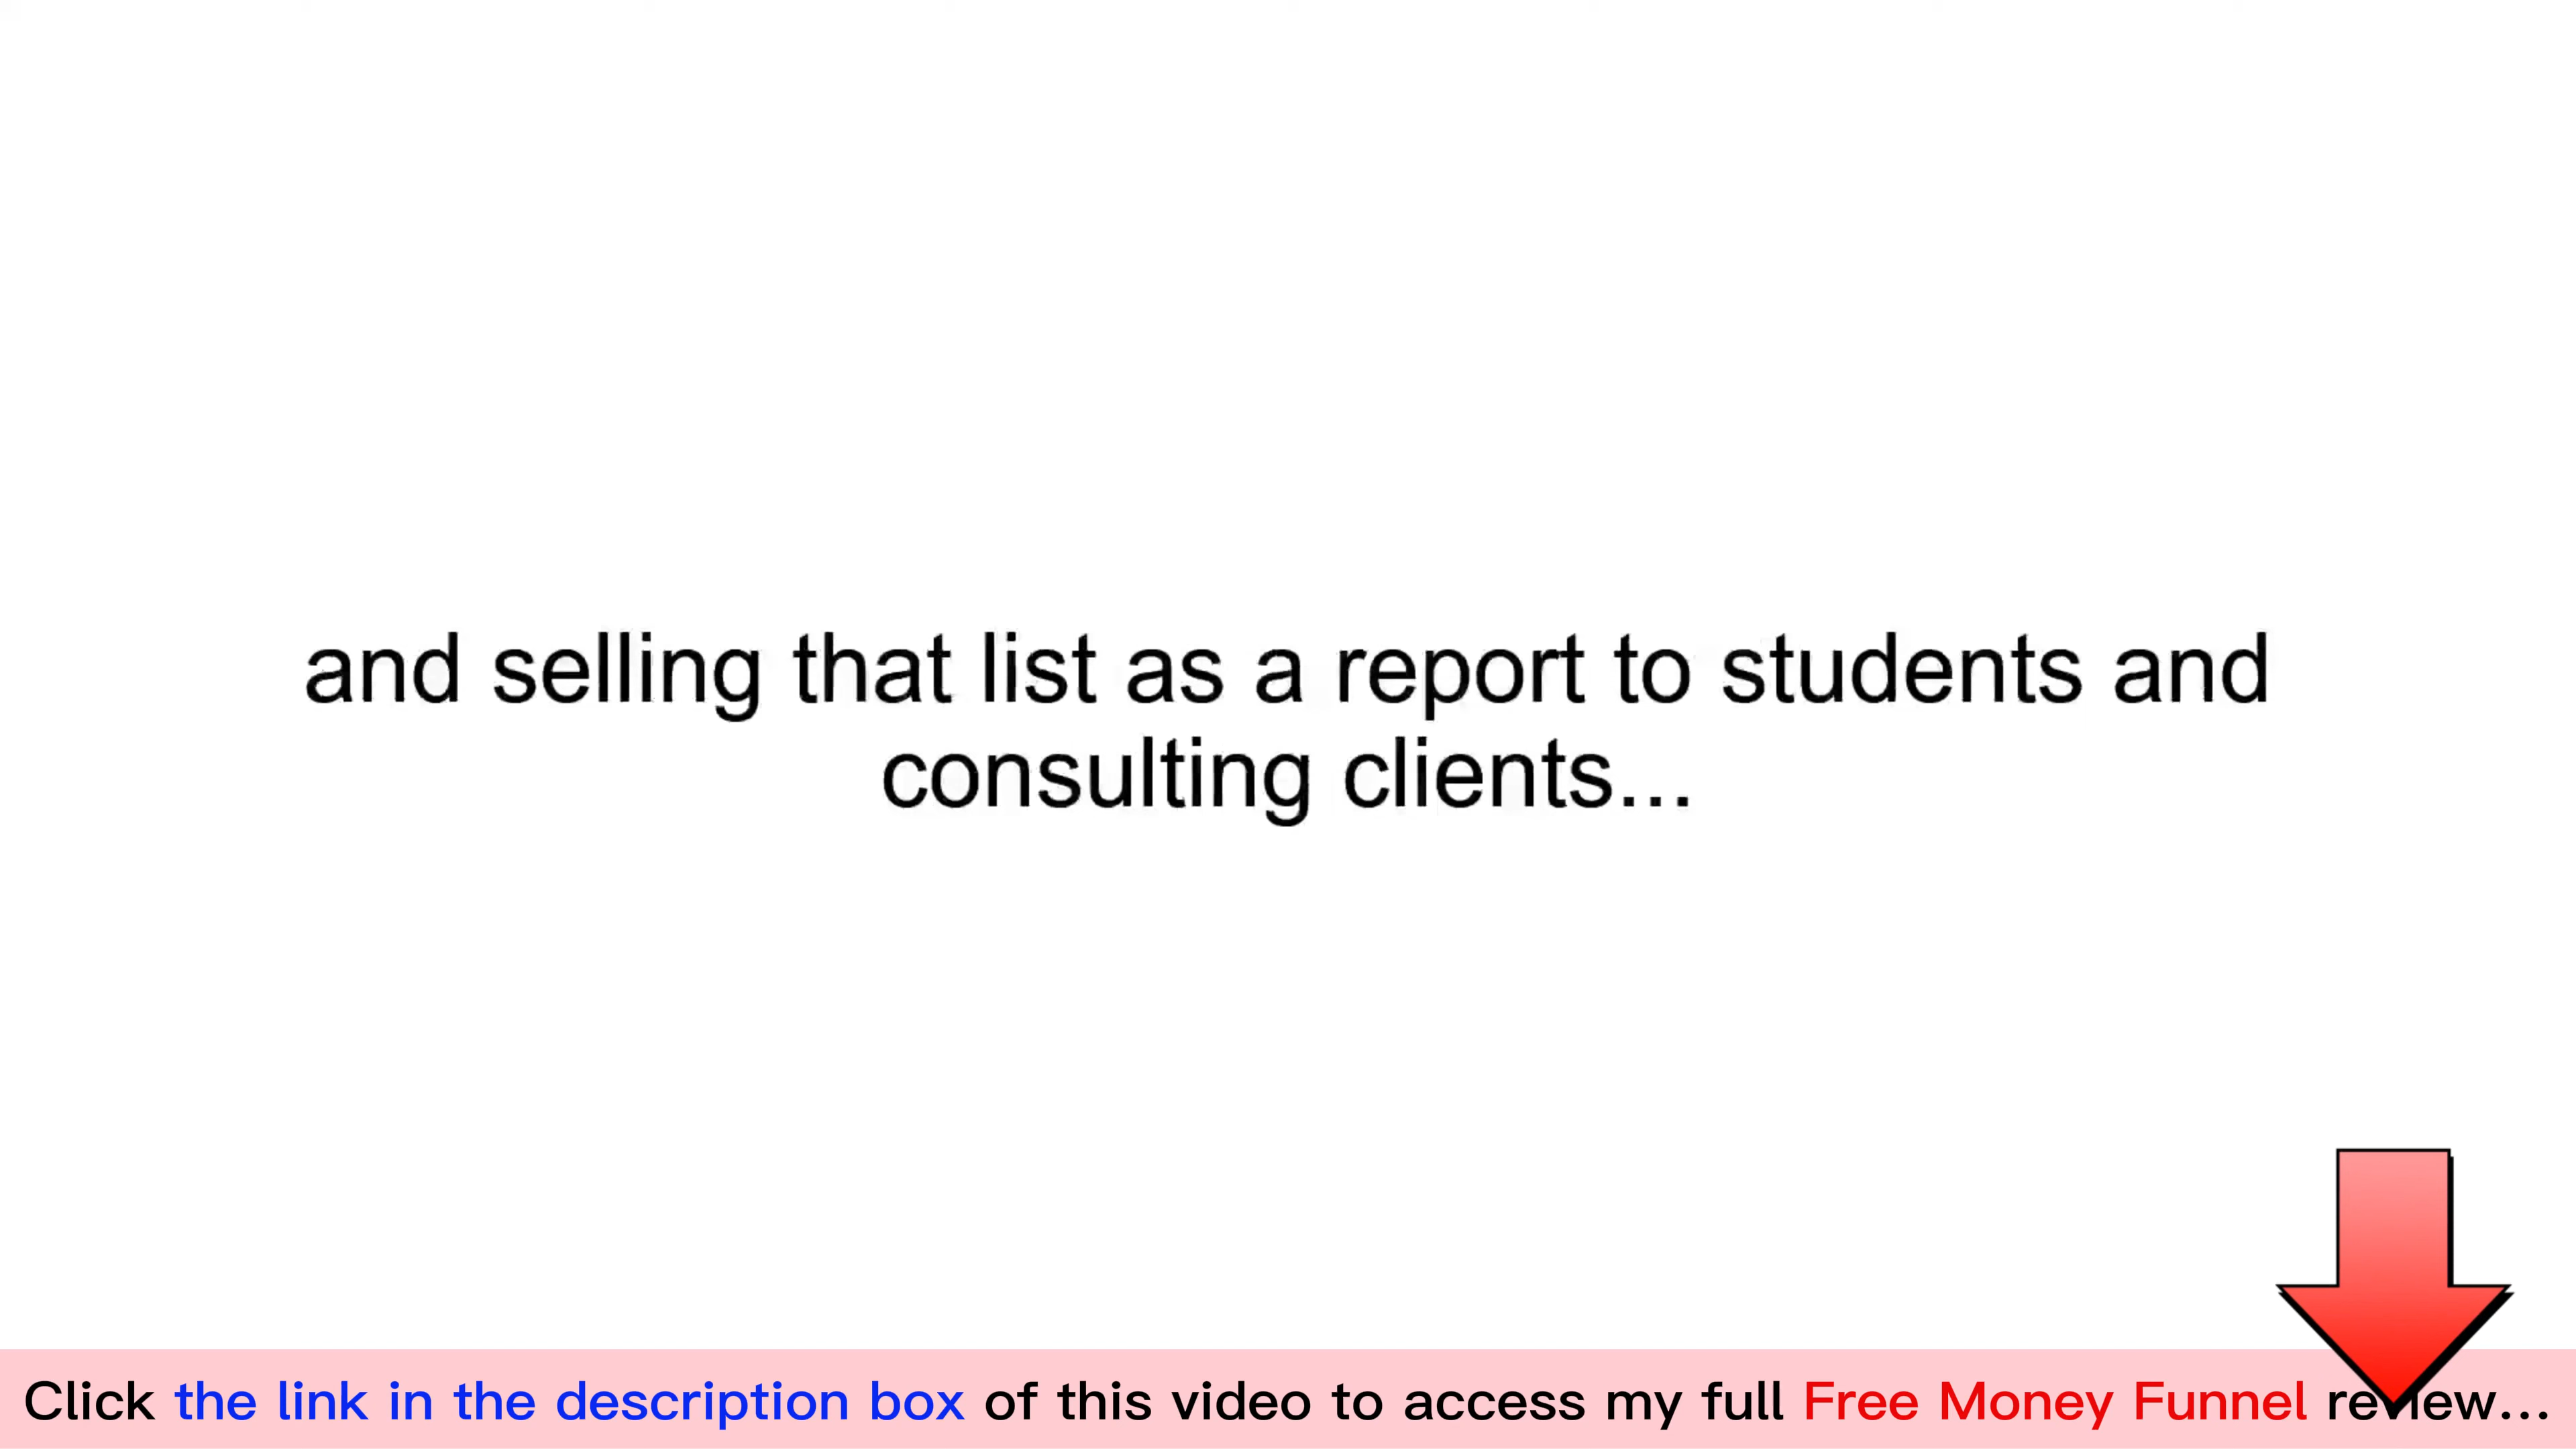 and selling that list as a report to students and
consulting clients...
Click the link in the description box of this video to access my full Free Money Funnel review...